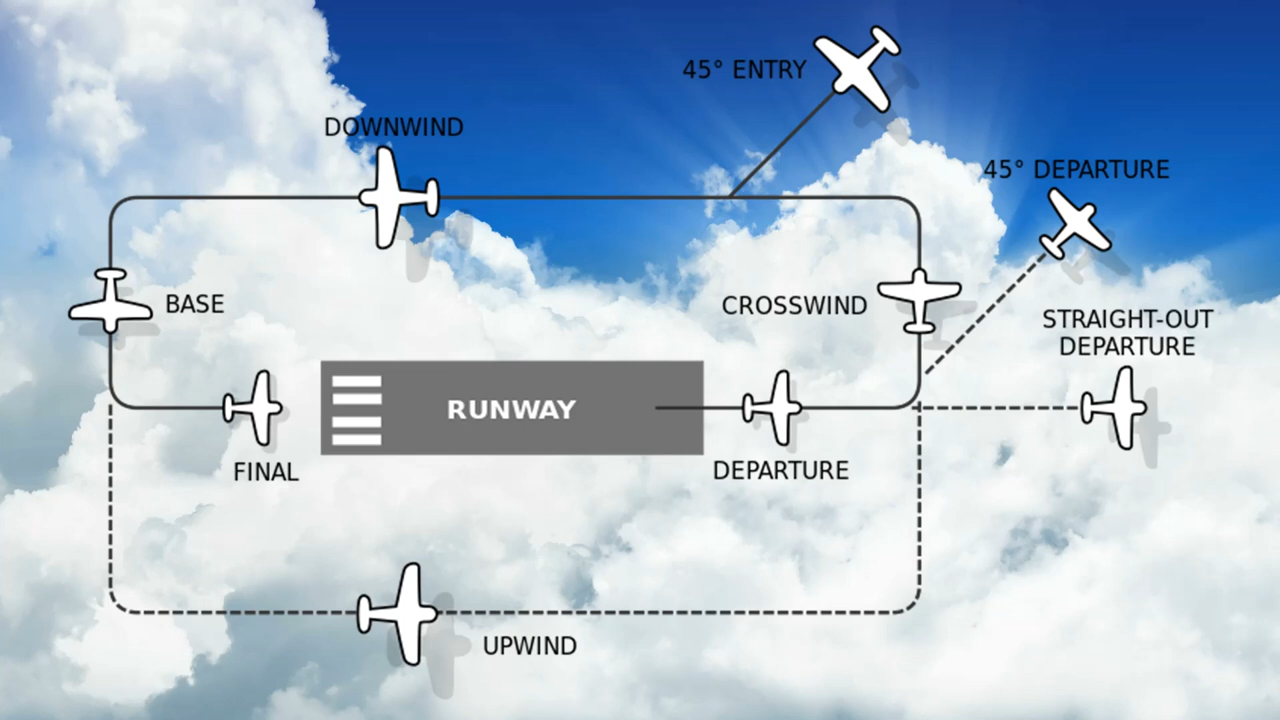 45° ENTRY
DOWNWIND
45° DEPARTURE
BASE
CROSSWIND
STRAIGHT-OUT
DEPARTURE
RUNWAY
FINAL
DEPARTURE
UPWIND